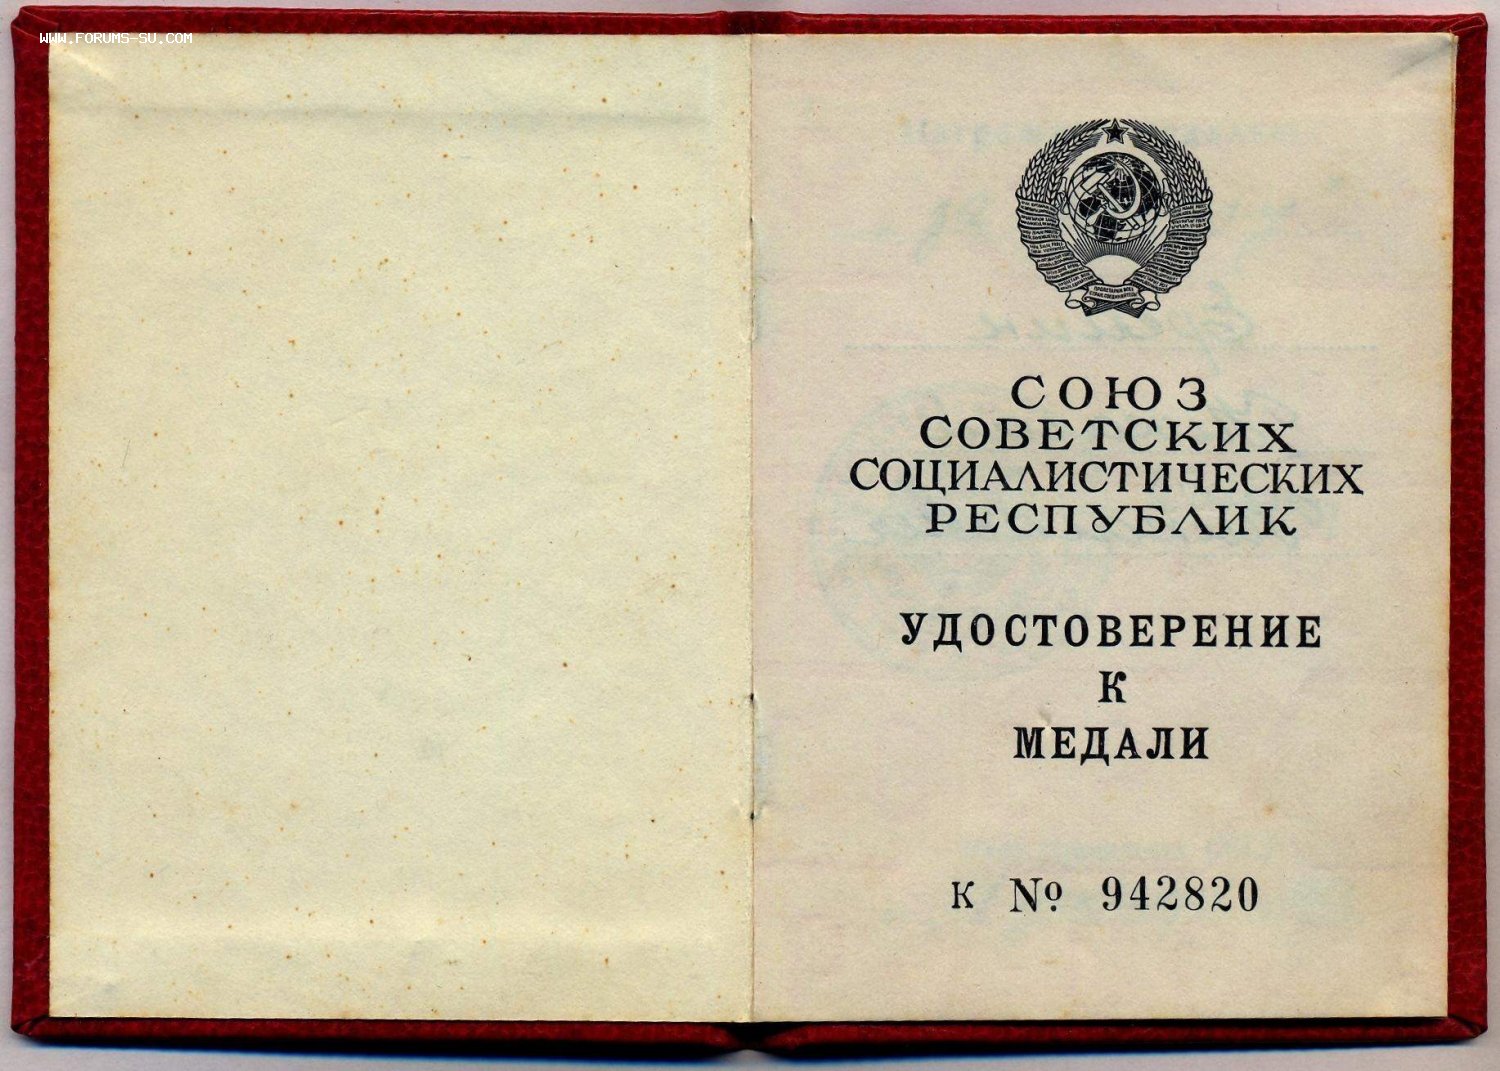 WWW.FORUMS-SU.COM
СОЮЗ
СОВЕТСКИХ
СОЦИАЛИСТИЧЕСКИХ
РЕСПУБЛИК
УДОСТОВЕРЕНИЕ
К
МЕДАЛИ
К № 942820